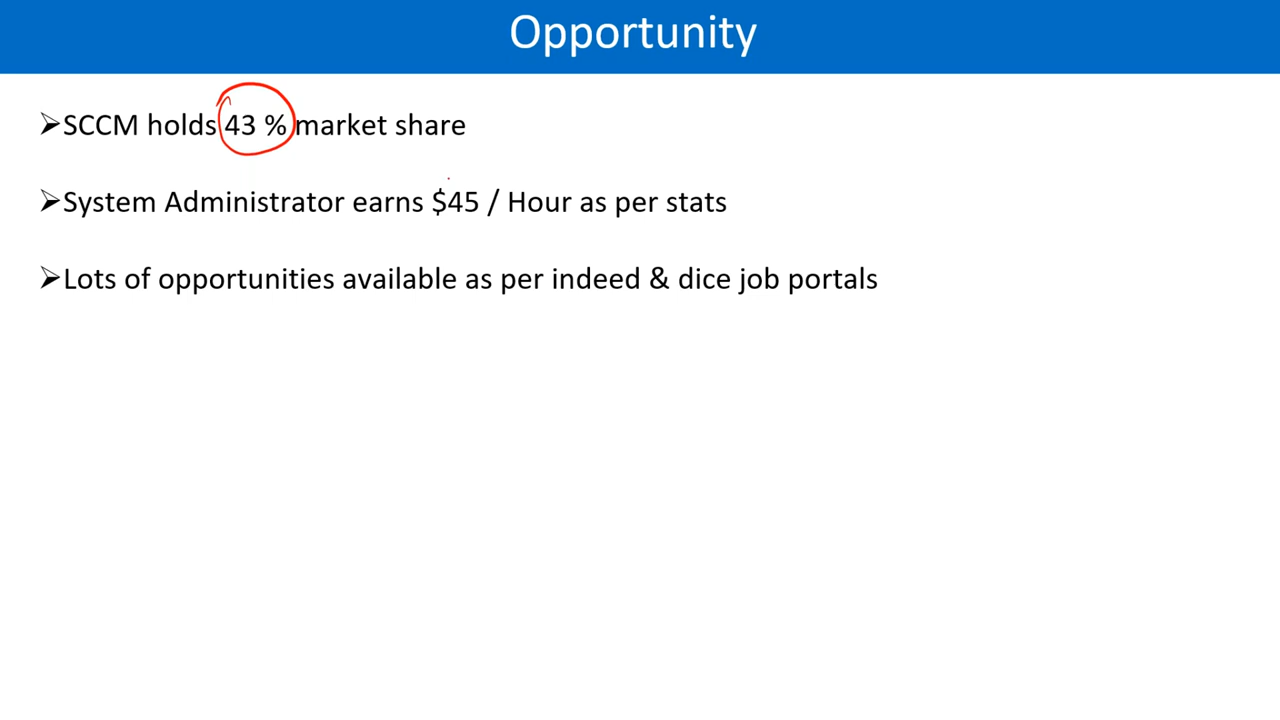 Opportunity
➢SCCM holds 43 % market share
➢System Administrator earns $45 / Hour as per stats
➢Lots of opportunities available as per indeed & dice job portals